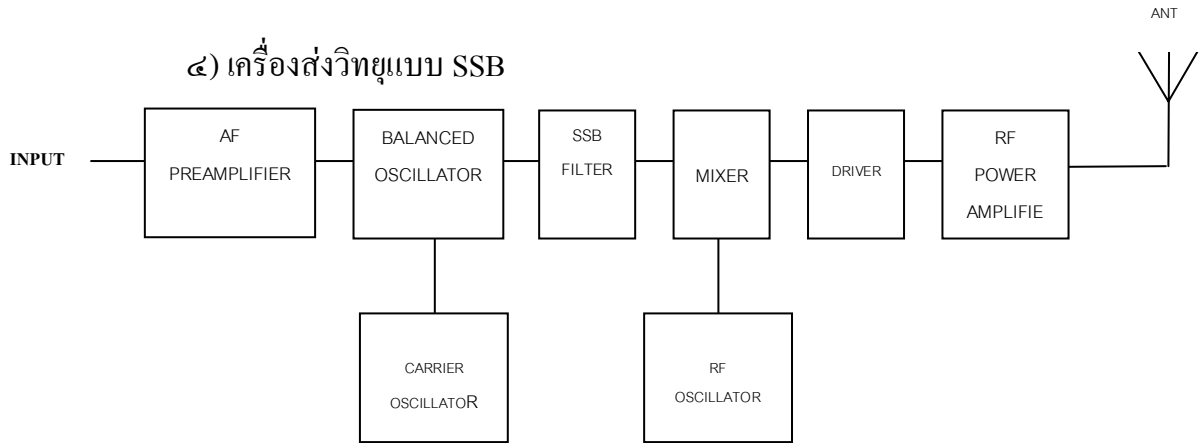 ANT
๔) เครื่องส่งวิทยุแบบ SSB
INPUT
AF
PREAMPLIFIER
BALANCED
OSCILLATOR
SSB
FILTER
MIXER
DRIVER
RF
POWER
AMPLIFIE
CARRIER
OSCILLATOR
RF
OSCILLATOR